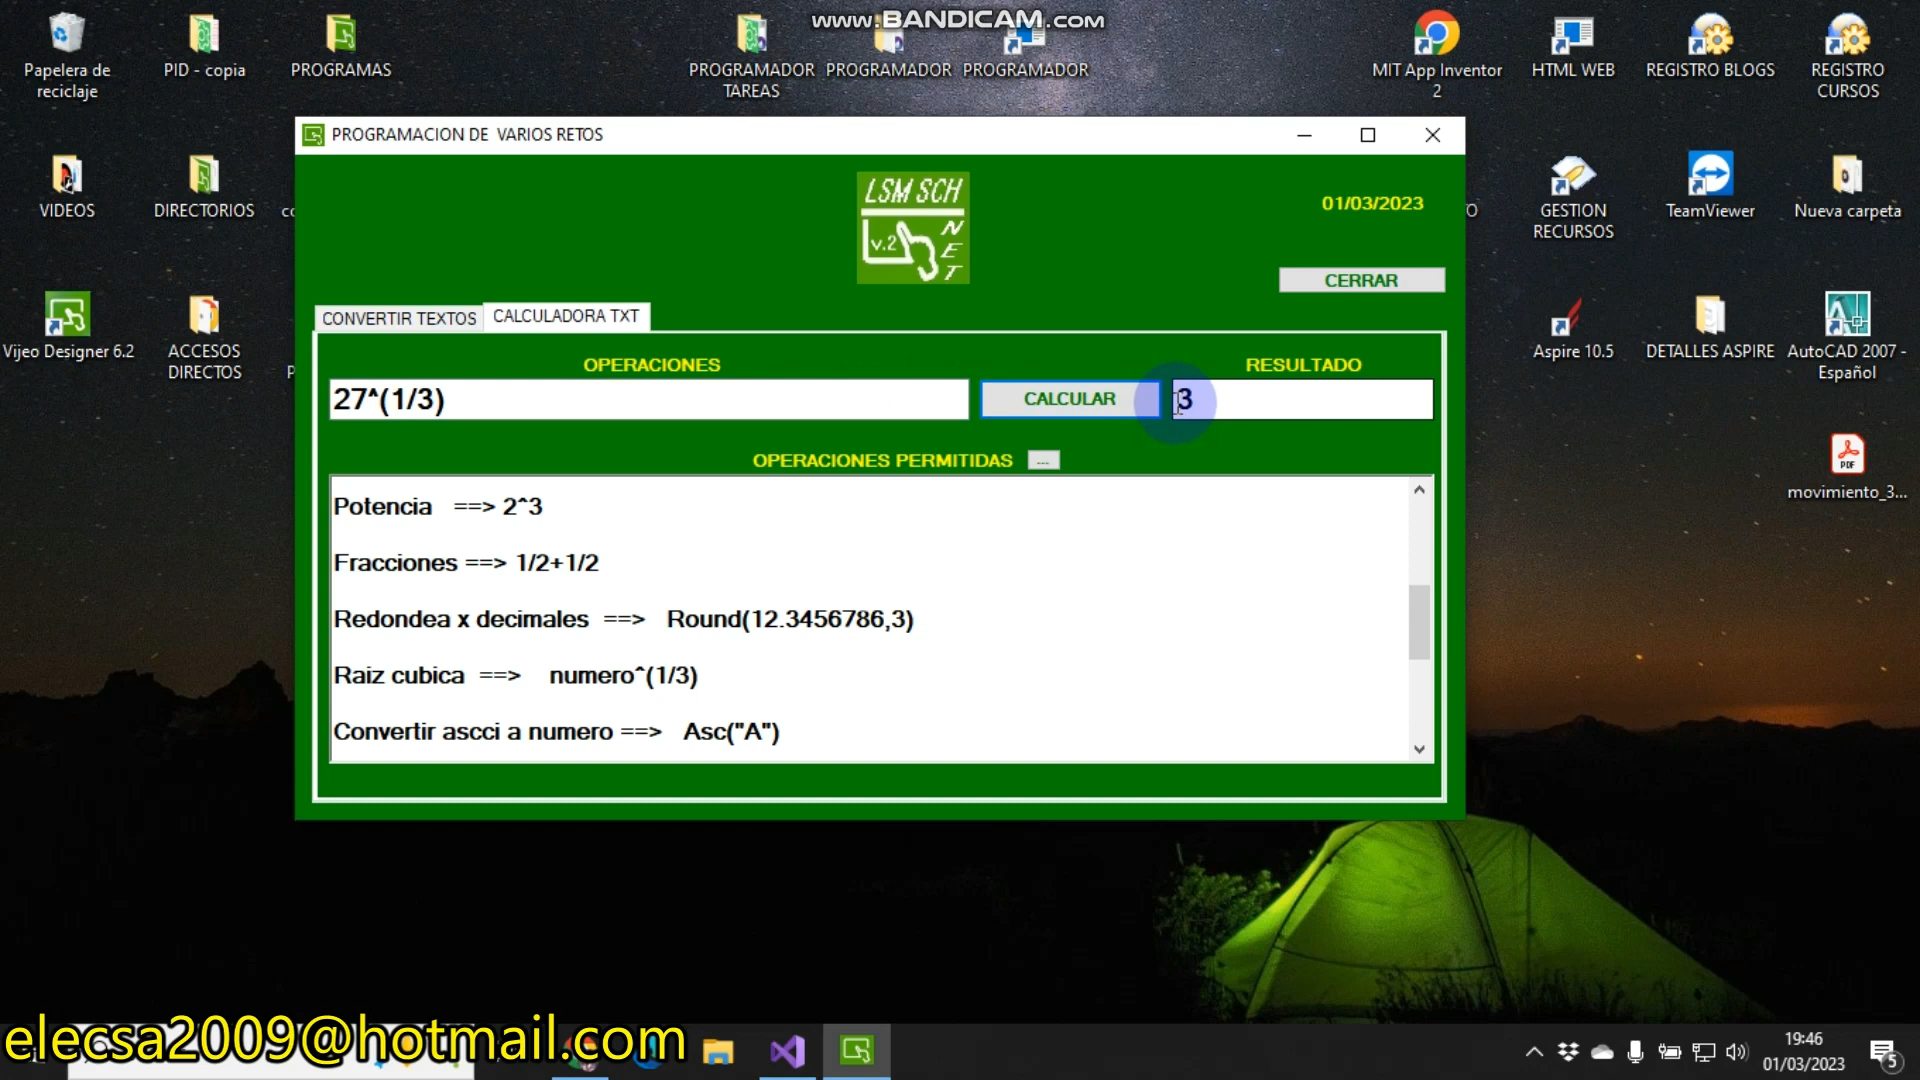 www.BANDICAM.com
Papelera de
reciclaje
PID - copia
PROGRAMAS
PROGRAMADOR
TAREAS
PROGRAMADOR
PROGRAMADOR
MIT App Inventor
2
HTML WEB
REGISTRO BLOGS
REGISTRO
CURSOS
PROGRAMACION DE VARIOS RETOS
LSM SCH
v.2
NET
01/03/2023
CERRAR
VIDEOS
DIRECTORIOS
GESTION
RECURSOS
TeamViewer
Nueva carpeta
CONVERTIR TEXTOS
CALCULADORA TXT
OPERACIONES
RESULTADO
27^(1/3)
CALCULAR
3
OPERACIONES PERMITIDAS
...
Potencia ==> 2^3
Fracciones ==> 1/2+1/2
Redondea x decimales ==> Round(12.3456786,3)
Raiz cubica ==> numero^(1/3)
Convertir ascci a numero ==> Asc("A")
Vijeo Designer 6.2
ACCESOS
DIRECTOS
Aspire 10.5
DETALLES ASPIRE
AutoCAD 2007 -
Español
PDF
movimiento_3...
elecsa2009@hotmail.com
19:46
01/03/2023
5